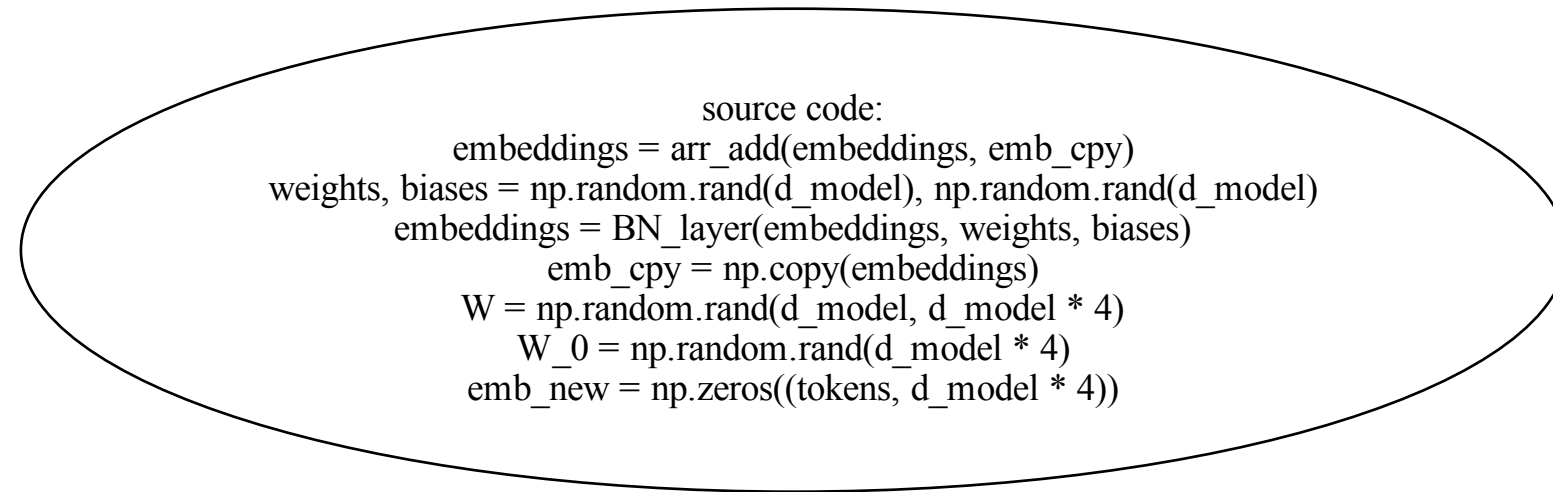 source code:
embeddings = arr_add(embeddings, emb_cpy)
weights, biases = np.random.rand(d_model), np.random.rand(d_model)
embeddings = BN_layer(embeddings, weights, biases)
emb_cpy = np.copy(embeddings)
W = np.random.rand(d_model, d_model * 4)
W_0 = np.random.rand(d_model * 4)
emb_new = np.zeros((tokens, d_model * 4))